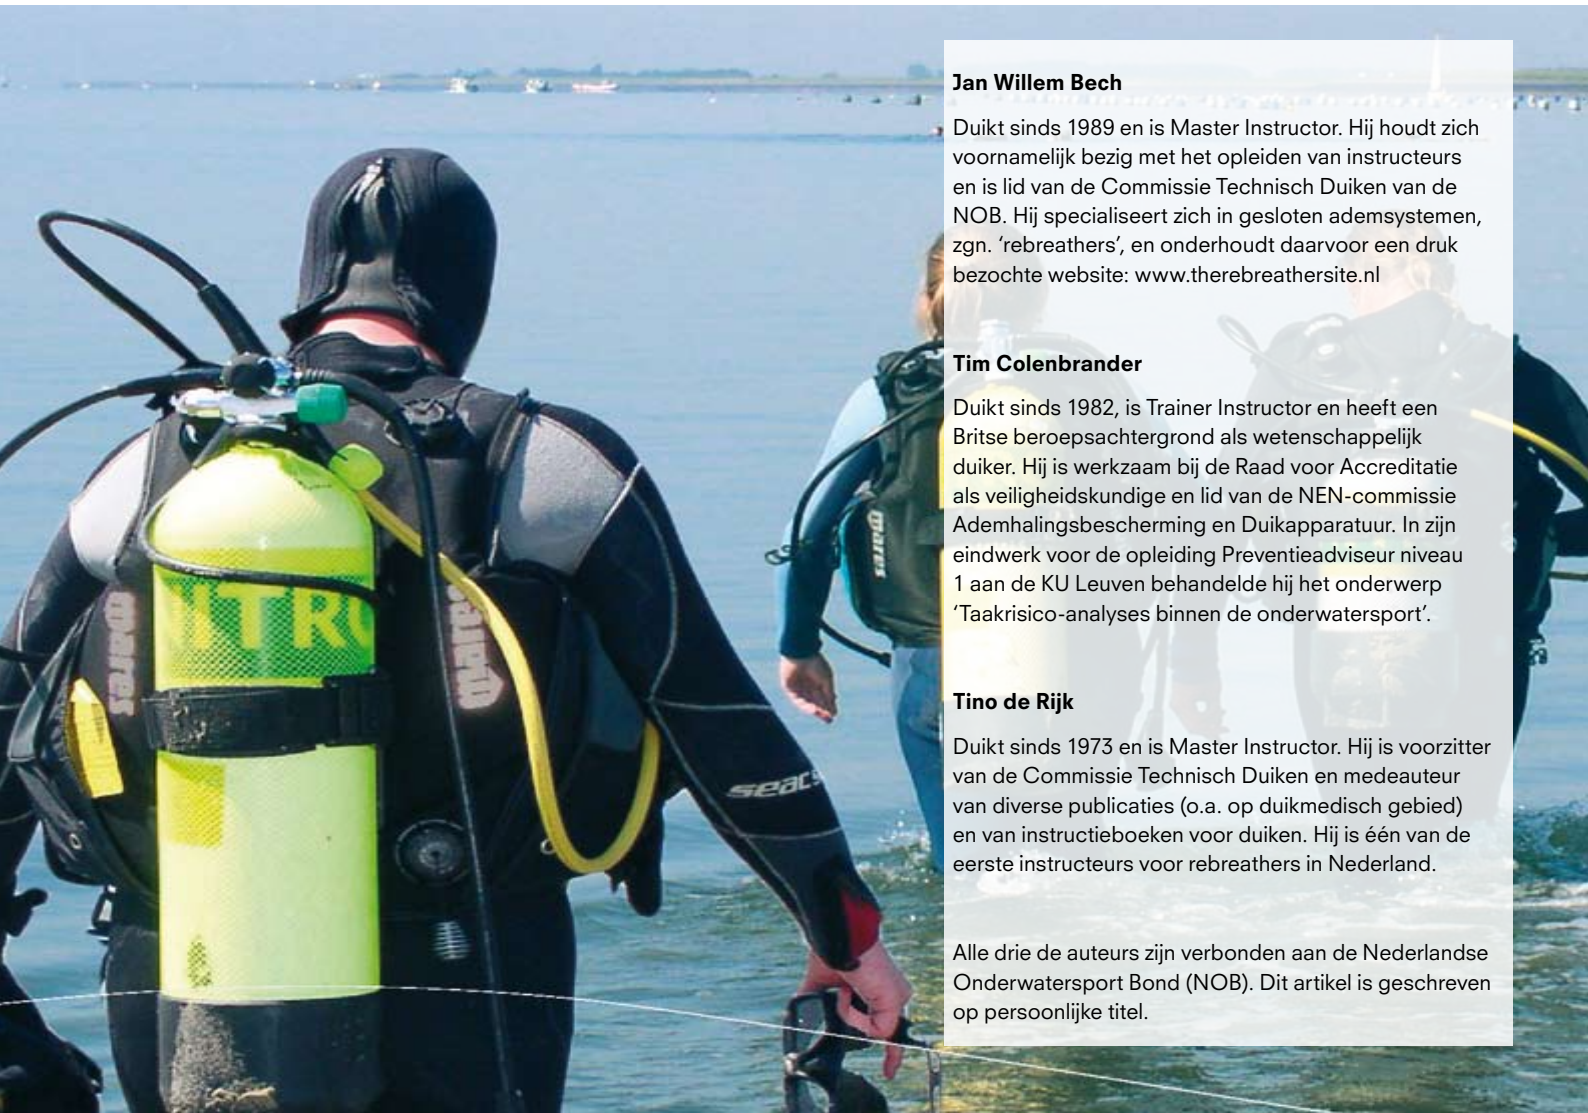 Jan Willem Bech
Duikt sinds 1989 en is Master Instructor. Hij houdt zich
voornamelijk bezig met het opleiden van instructeurs
en is lid van de Commissie Technisch Duiken van de
NOB. Hij specialiseert zich in gesloten ademsystemen,
zgn. ‘rebreathers’, en onderhoudt daarvoor een druk
bezochte website: www.therebreathersite.nl
Tim Colenbrander
Duikt sinds 1982, is Trainer Instructor en heeft een
Britse beroepsachtergrond als wetenschappelijk
duiker. Hij is werkzaam bij de Raad voor Accreditatie
als veiligheidskundige en lid van de NEN-commissie
Ademhalingsbescherming en Duikapparatuur. In zijn
eindwerk voor de opleiding Preventieadviseur niveau
1 aan de KU Leuven behandelde hij het onderwerp
‘Taakrisico-analyses binnen de onderwatersport’.
Tino de Rijk
Duikt sinds 1973 en is Master Instructor. Hij is voorzitter
van de Commissie Technisch Duiken en medeauteur
van diverse publicaties (o.a. op duikmedisch gebied)
en van instructieboeken voor duiken. Hij is één van de
eerste instructeurs voor rebreathers in Nederland.
Alle drie de auteurs zijn verbonden aan de Nederlandse
Onderwatersport Bond (NOB). Dit artikel is geschreven
op persoonlijke titel.
mares
mares